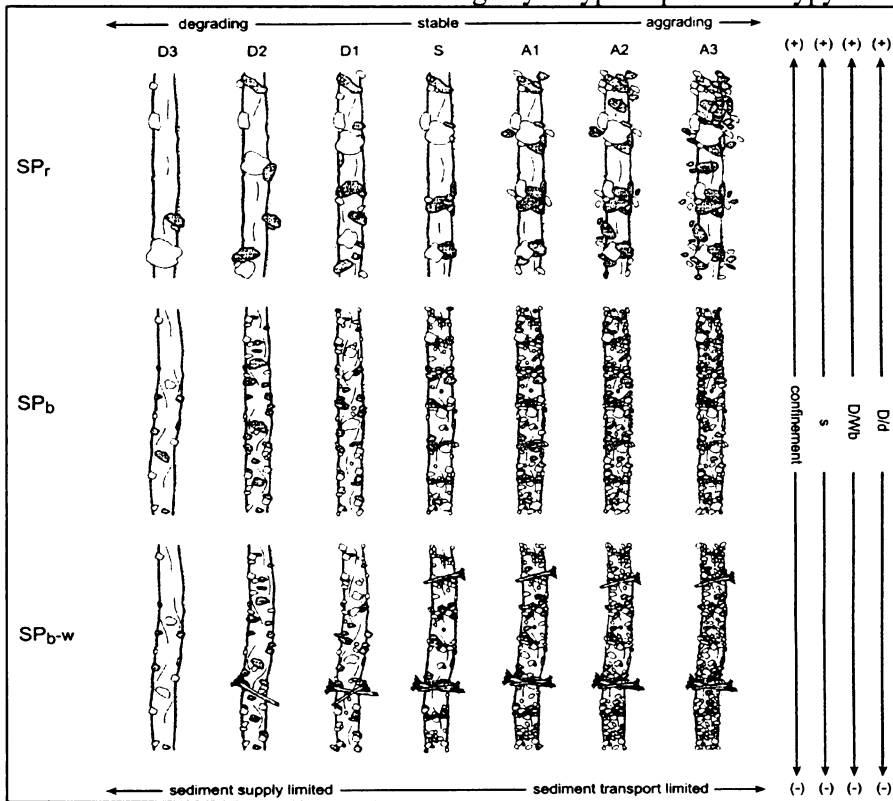 degrading stable aggrading
D3 D2 D1 S A1 A2 A3 (+) (+) (+) (+)
SPr
SPb
confinement s D/Wb D/d
SPb-w
sediment supply limited sediment transport limited (-) (-) (-) (-)